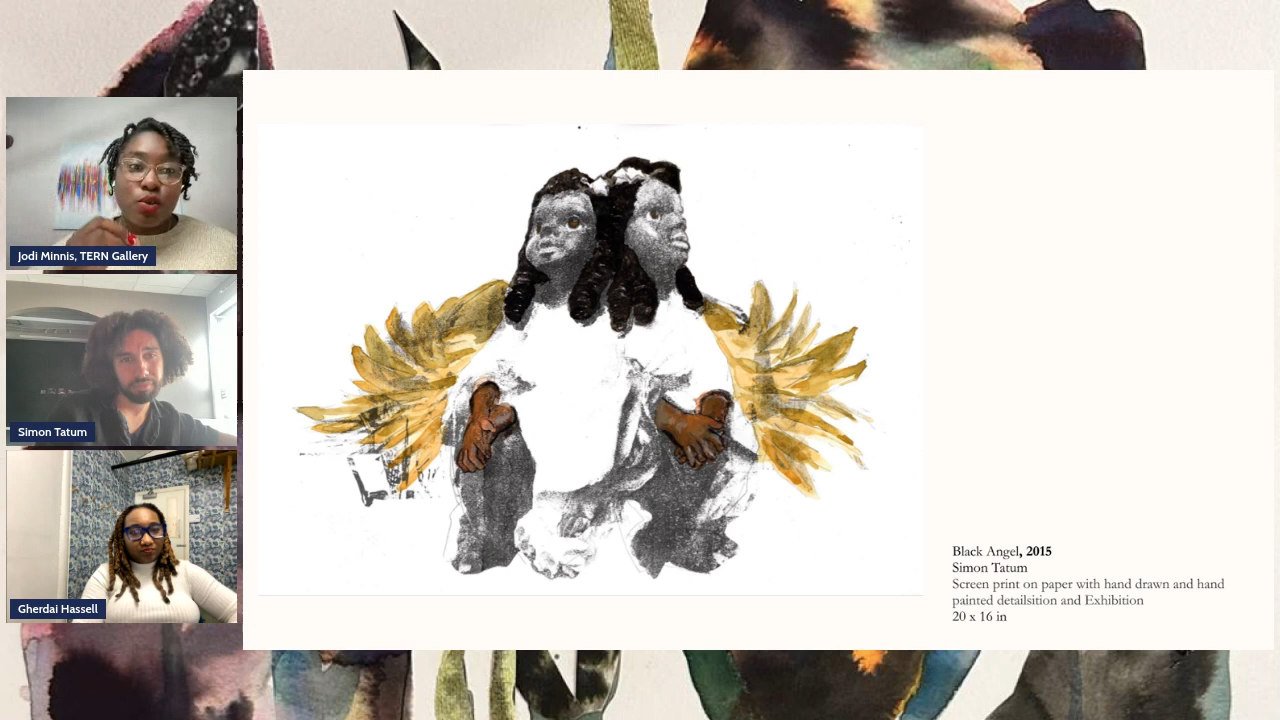 Jodi Minnis, TERN Gallery
Simon Tatum
Gherdai Hassell
Black Angel, 2015
Simon Tatum
Screen print on paper with hand drawn and hand
painted detailsition and Exhibition
20 x 16 in